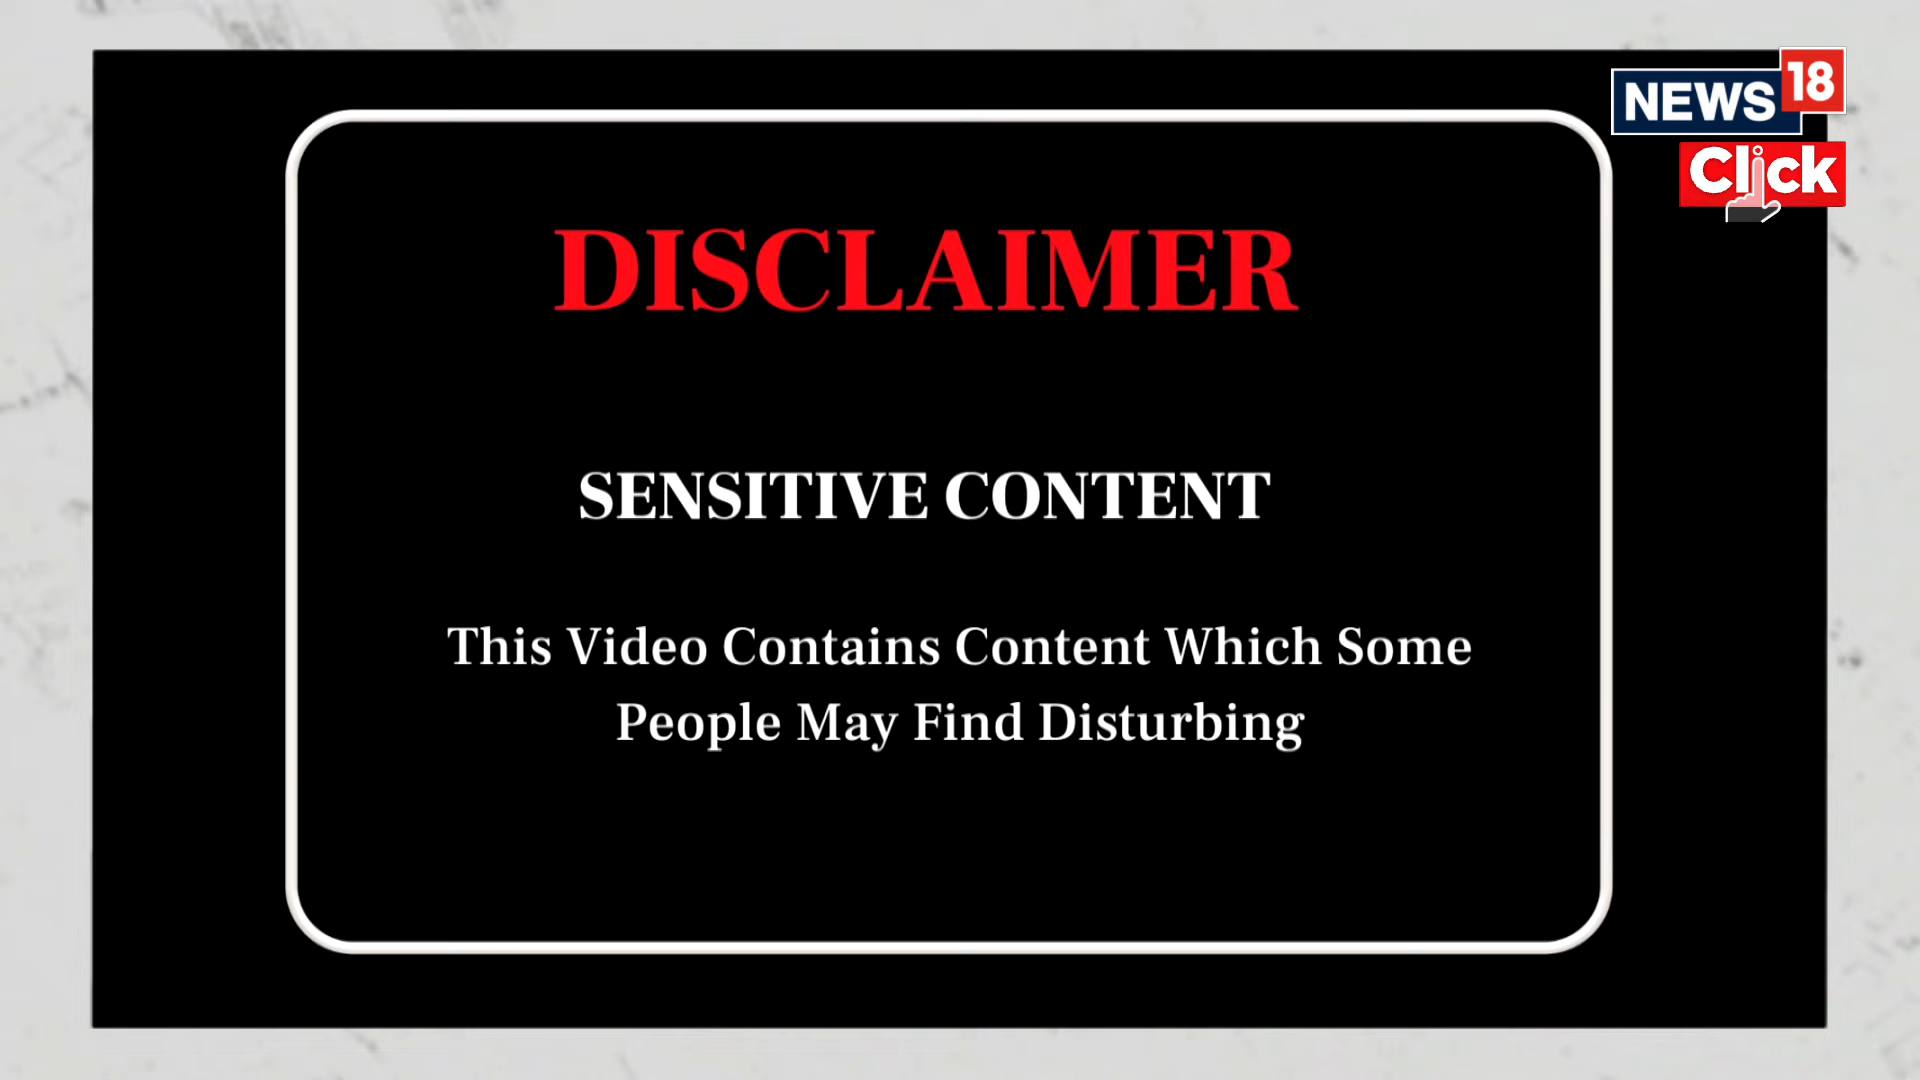 NEWS 18
Click
DISCLAIMER
SENSITIVE CONTENT
This Video Contains Content Which Some
People May Find Disturbing